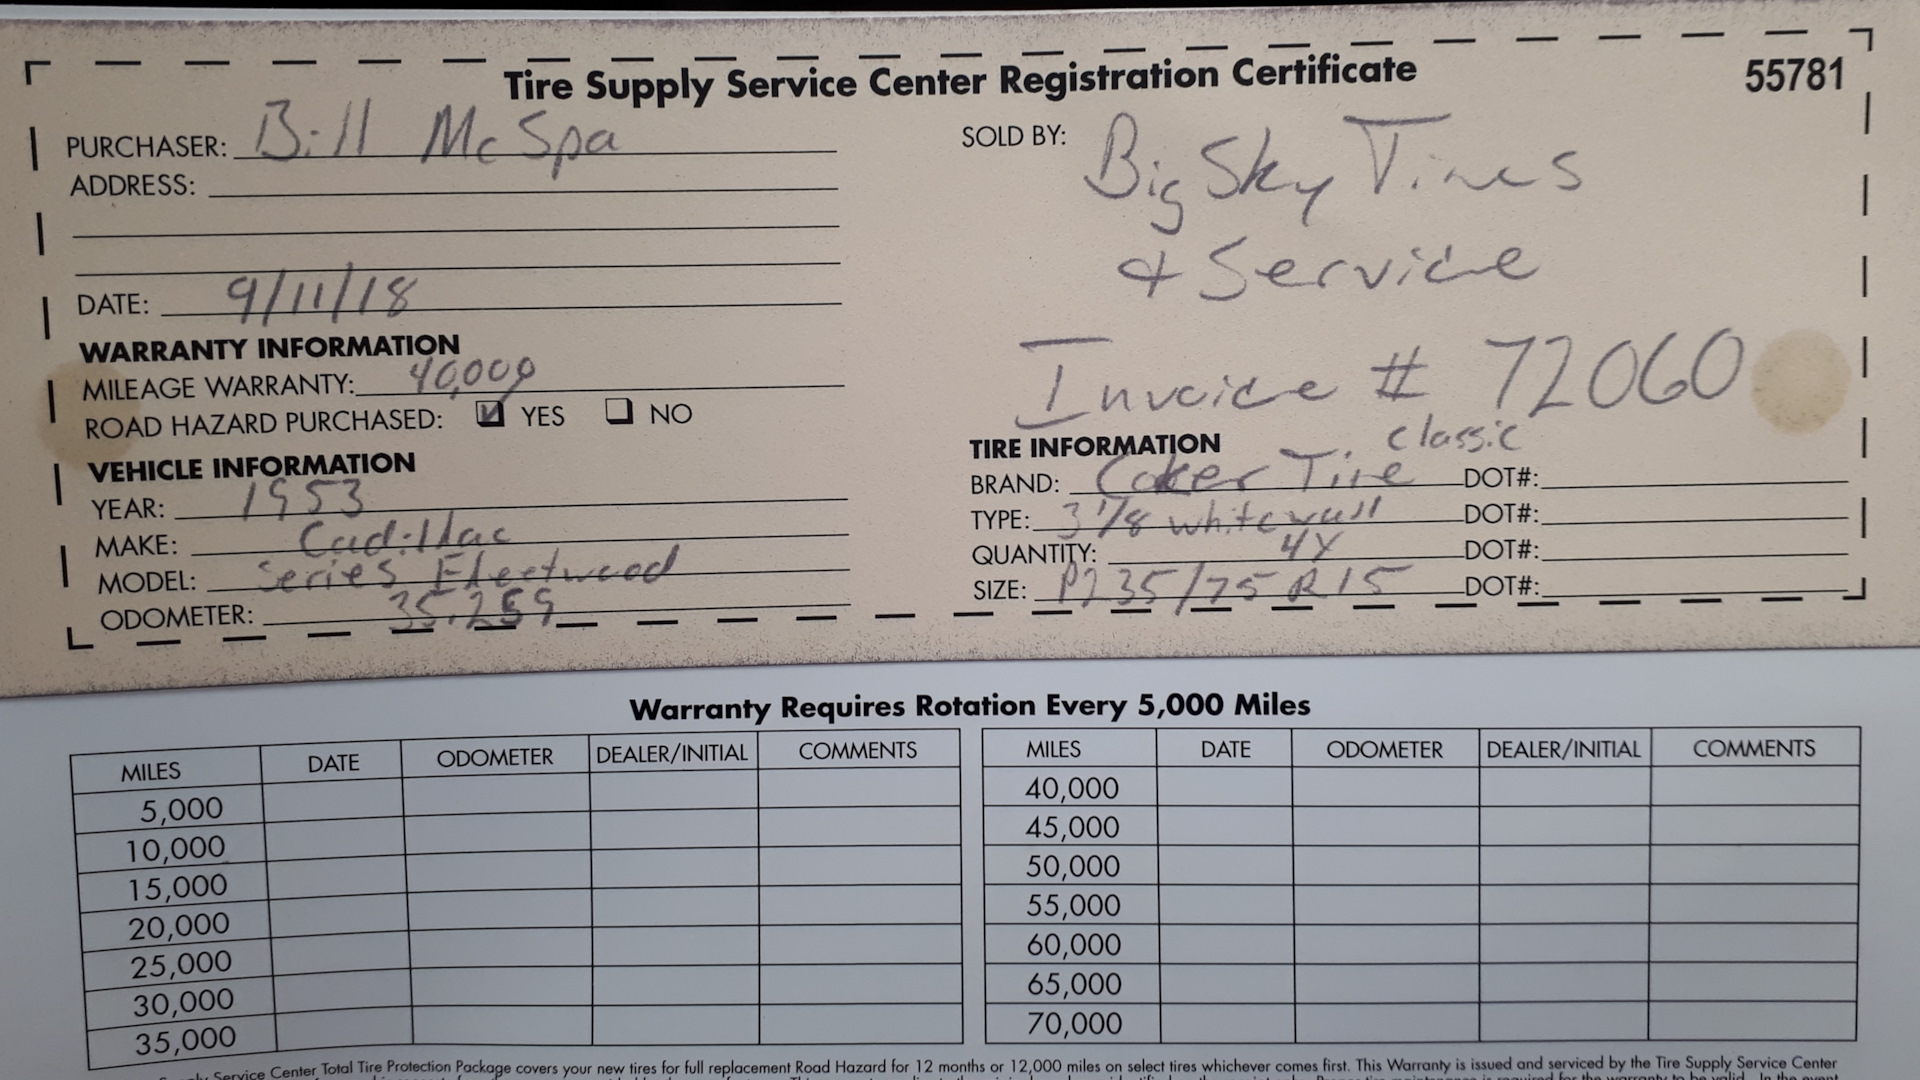 Tire Supply Service Center Registration Certificate 55781
PURCHASER: Bill McSpa
ADDRESS:
DATE: 9/11/18
WARRANTY INFORMATION
MILEAGE WARRANTY: 40,000
ROAD HAZARD PURCHASED: YES NO
VEHICLE INFORMATION
YEAR: 1953
MAKE: Cadillac
MODEL: Series Fleetwood
ODOMETER: 35,259
SOLD BY: Big Sky Tires
& Service
Invoice # 72060
TIRE INFORMATION
BRAND: Coker Tire classic DOT#:
TYPE: 3 1/8 whitewall DOT#:
QUANTITY: 4X DOT#:
SIZE: P235/75 R15 DOT#:
Warranty Requires Rotation Every 5,000 Miles
MILES DATE ODOMETER DEALER/INITIAL COMMENTS
5,000
10,000
15,000
20,000
25,000
30,000
35,000
MILES DATE ODOMETER DEALER/INITIAL COMMENTS
40,000
45,000
50,000
55,000
60,000
65,000
70,000
Service Center Total Tire Protection Package covers your new tires for full replacement Road Hazard for 12 months or 12,000 miles on select tires whichever comes first. This Warranty is issued and serviced by the Tire Supply Service Center